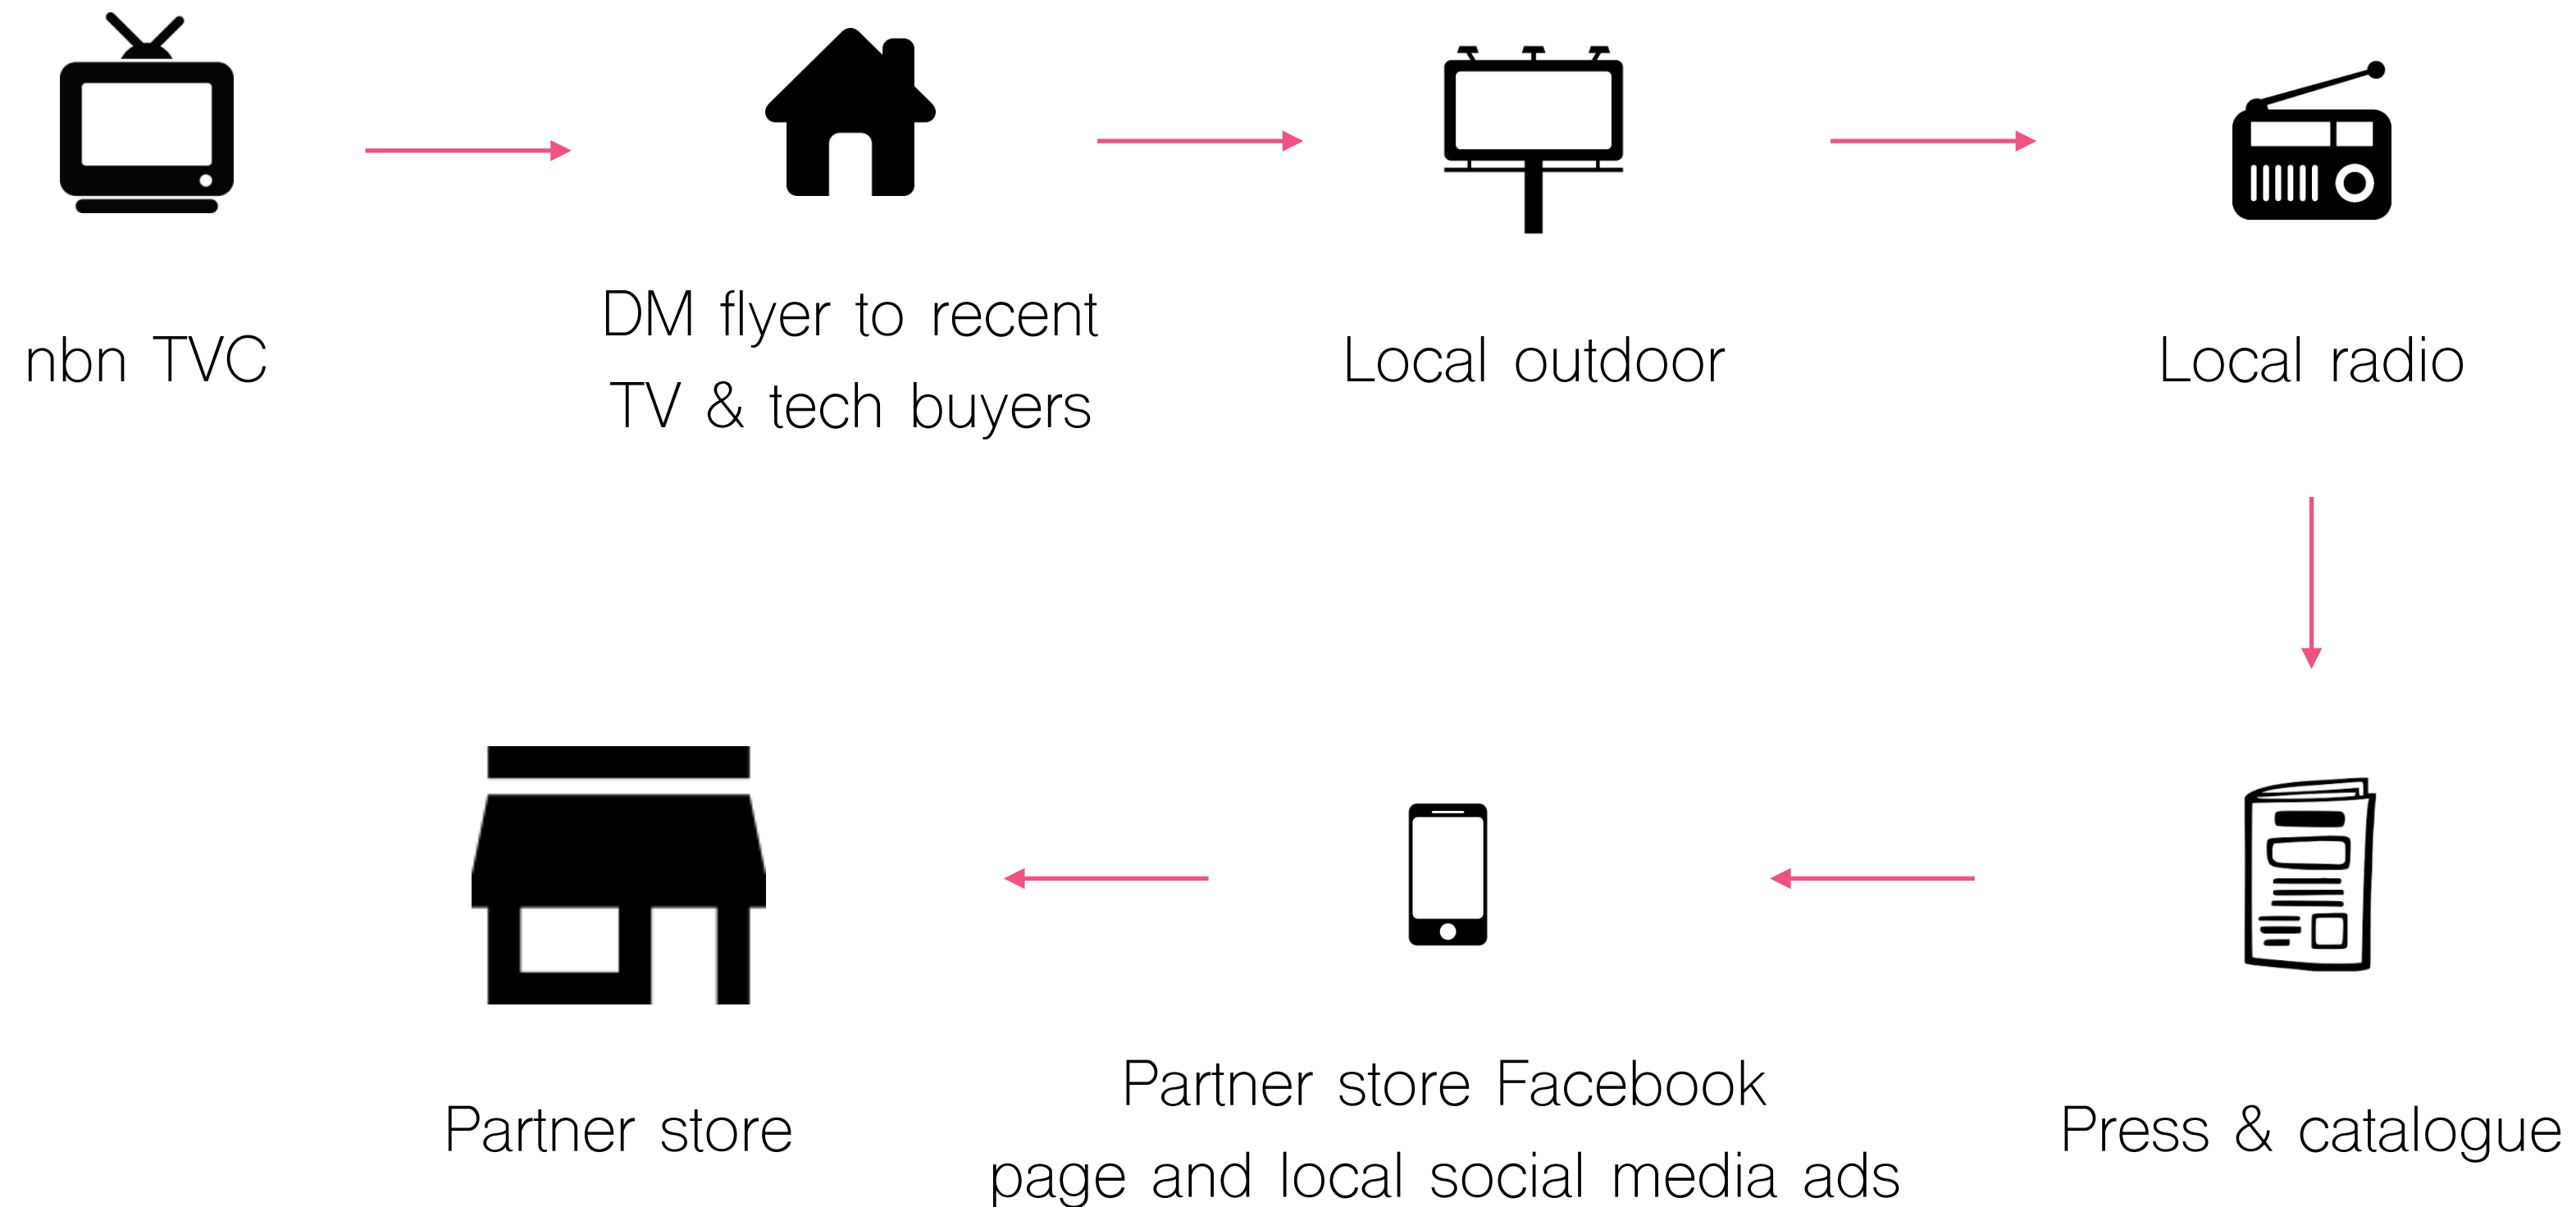 nbn TVC
DM flyer to recent
TV & tech buyers
Local outdoor
Local radio
Partner store
Partner store Facebook
page and local social media ads
Press & catalogue